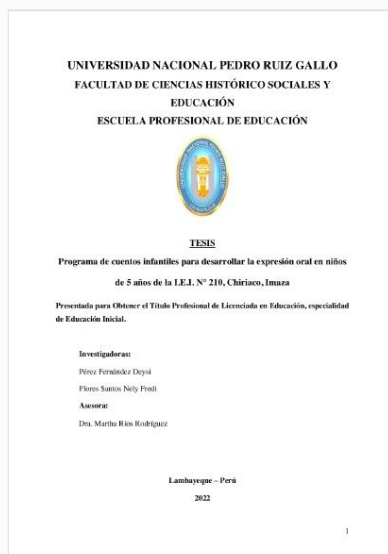 UNIVERSIDAD NACIONAL PEDRO RUIZ GALLO
FACULTAD DE CIENCIAS HISTÓRICO SOCIALES Y
EDUCACIÓN
ESCUELA PROFESIONAL DE EDUCACIÓN
TESIS
Programa de cuentos infantiles para desarrollar la expresión oral en niños
de 5 años de la I.E.I. N° 210, Chiriaco, Imaza
Presentada para Obtener el Título Profesional de Licenciada en Educación, especialidad
de Educación Inicial.
Investigadoras:
Pérez Fernández Deysi
Flores Santos Nely Fredi
Asesora:
Dra. Martha Ríos Rodríguez
Lambayeque – Perú
2022
1